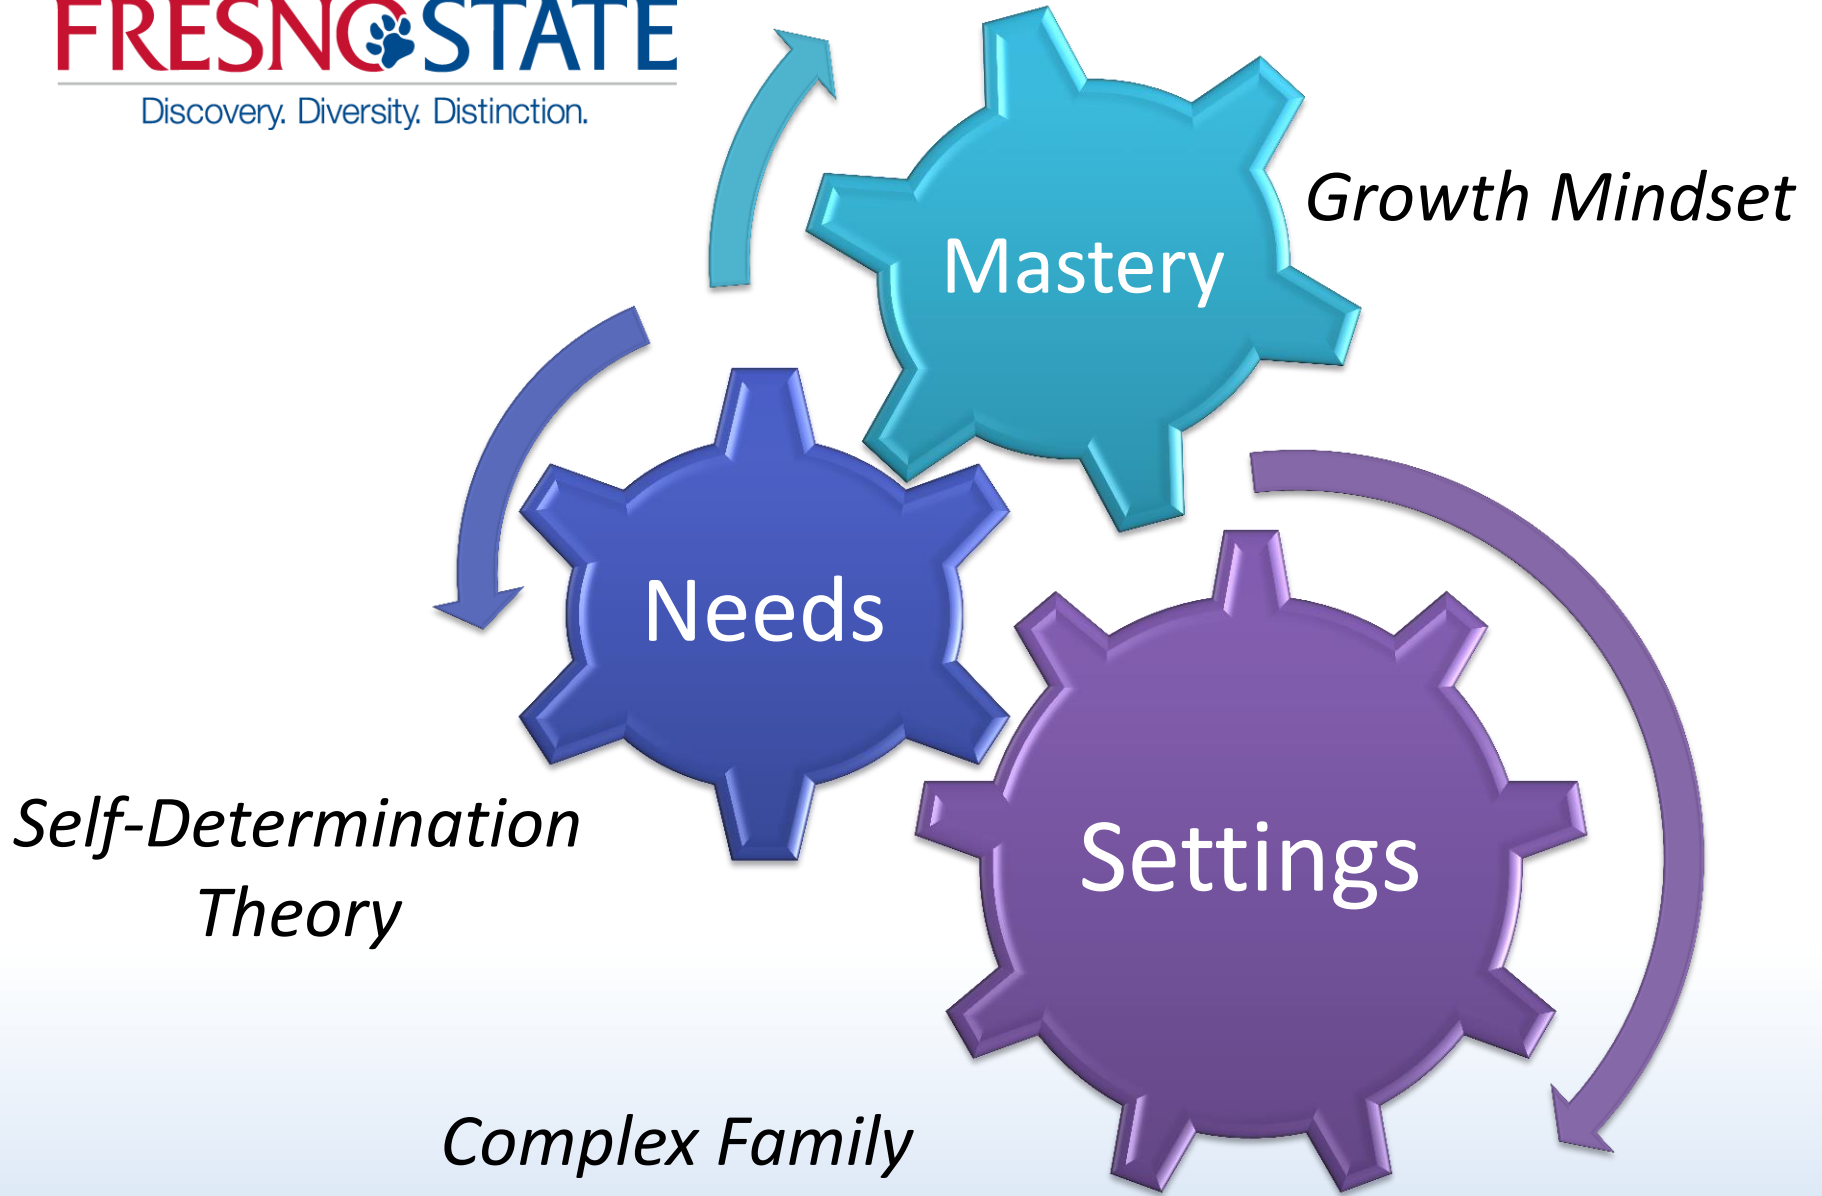 FRESNO STATE
Discovery. Diversity. Distinction.
Growth Mindset
Mastery
Needs
Self-Determination
Theory
Settings
Complex Family